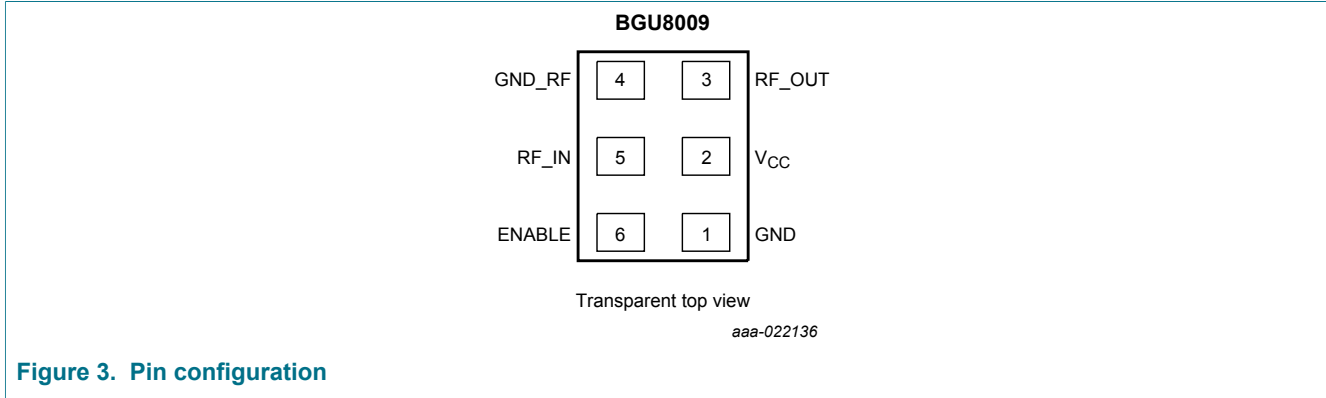 BGU8009
GND_RF 4 3 RF_OUT
RF_IN 5 2 VCC
ENABLE 6 1 GND
Transparent top view
aaa-022136
Figure 3. Pin configuration